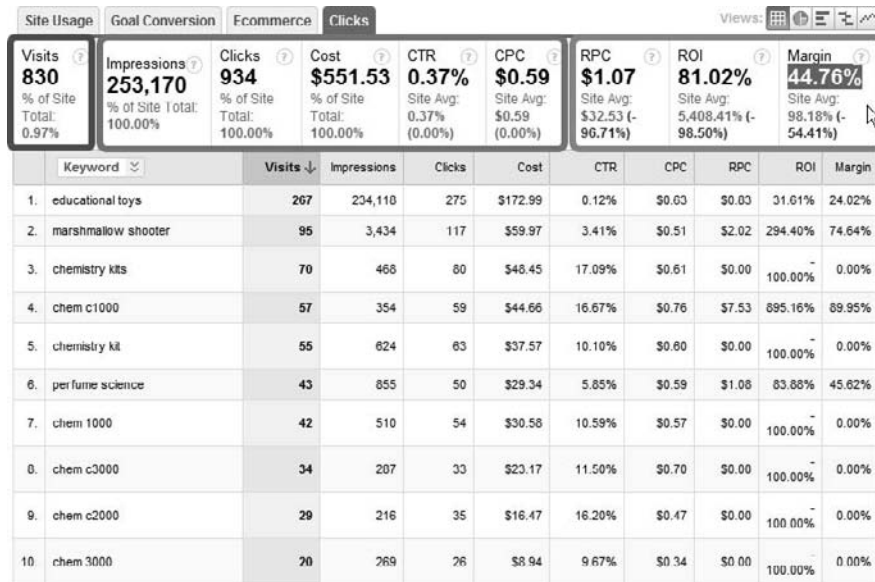 Site Usage Goal Conversion Ecommerce Clicks Views:
Visits ? Impressions ? Clicks ? Cost ? CTR ? CPC ? RPC ? ROI ? Margin ?
830 253,170 934 $551.53 0.37% $0.59 $1.07 81.02% 44.76%
% of Site % of Site Total: % of Site % of Site Site Avg: Site Avg: Site Avg: Site Avg: Site Avg:
Total: 100.00% Total: Total: 0.37% $0.59 $32.53 (- 5,408.41% (- 98.18% (-
0.97% 100.00% 100.00% (0.00%) (0.00%) 96.71%) 98.50%) 54.41%)
Keyword Visits Impressions Clicks Cost CTR CPC RPC ROI Margin
1. educational toys 267 234,118 275 $172.99 0.12% $0.63 $0.83 31.61% 24.02%
2. marshmallow shooter 95 3,434 117 $59.97 3.41% $0.51 $2.02 294.40% 74.64%
3. chemistry kits 70 468 80 $48.45 17.09% $0.61 $0.00 -100.00% 0.00%
4. chem c1000 57 354 59 $44.66 16.67% $0.76 $7.53 895.16% 89.95%
5. chemistry kit 55 624 63 $37.57 10.10% $0.60 $0.00 -100.00% 0.00%
6. perfume science 43 855 50 $29.34 5.85% $0.59 $1.08 83.88% 45.62%
7. chem 1000 42 510 54 $30.58 10.59% $0.57 $0.00 -100.00% 0.00%
8. chem c3000 34 287 33 $23.17 11.50% $0.70 $0.00 -100.00% 0.00%
9. chem c2000 29 216 35 $16.47 16.20% $0.47 $0.00 -100.00% 0.00%
10. chem 3000 20 269 26 $8.94 9.67% $0.34 $0.00 -100.00% 0.00%